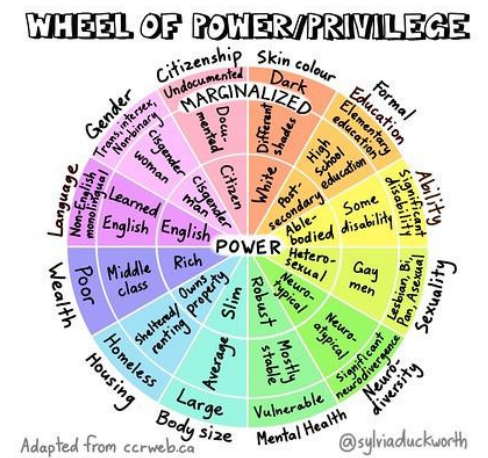 WHEEL OF POWER/PRIVILEGE
Citizenship
Undocumented
Docu-
mented
Citizen
Skin colour
Dark
Different
shades
White
Formal
Education
Elementary
education
High
School
education
Post-
secondary
Ability
Significant
disability
Some
disability
Able-
bodied
Sexuality
Lesbian, Bi,
Pan, Asexual
Gay
men
Hetero-
sexual
Neuro-
diversity
Significant
neurodivergence
Neuro-
atypical
Neuro-
typical
Mental Health
Vulnerable
Mostly
stable
Robust
Body size
Large
Average
Slim
Housing
Homeless
Sheltered/
renting
Owns
property
Wealth
Poor
Middle
class
Rich
Language
Non-English
monolingual
Learned
English
English
Gender
Trans, intersex,
Nonbinary
Cisgender
woman
Cisgender
man
MARGINALIZED
POWER
Adapted from ccrweb.ca
@sylviaduckworth